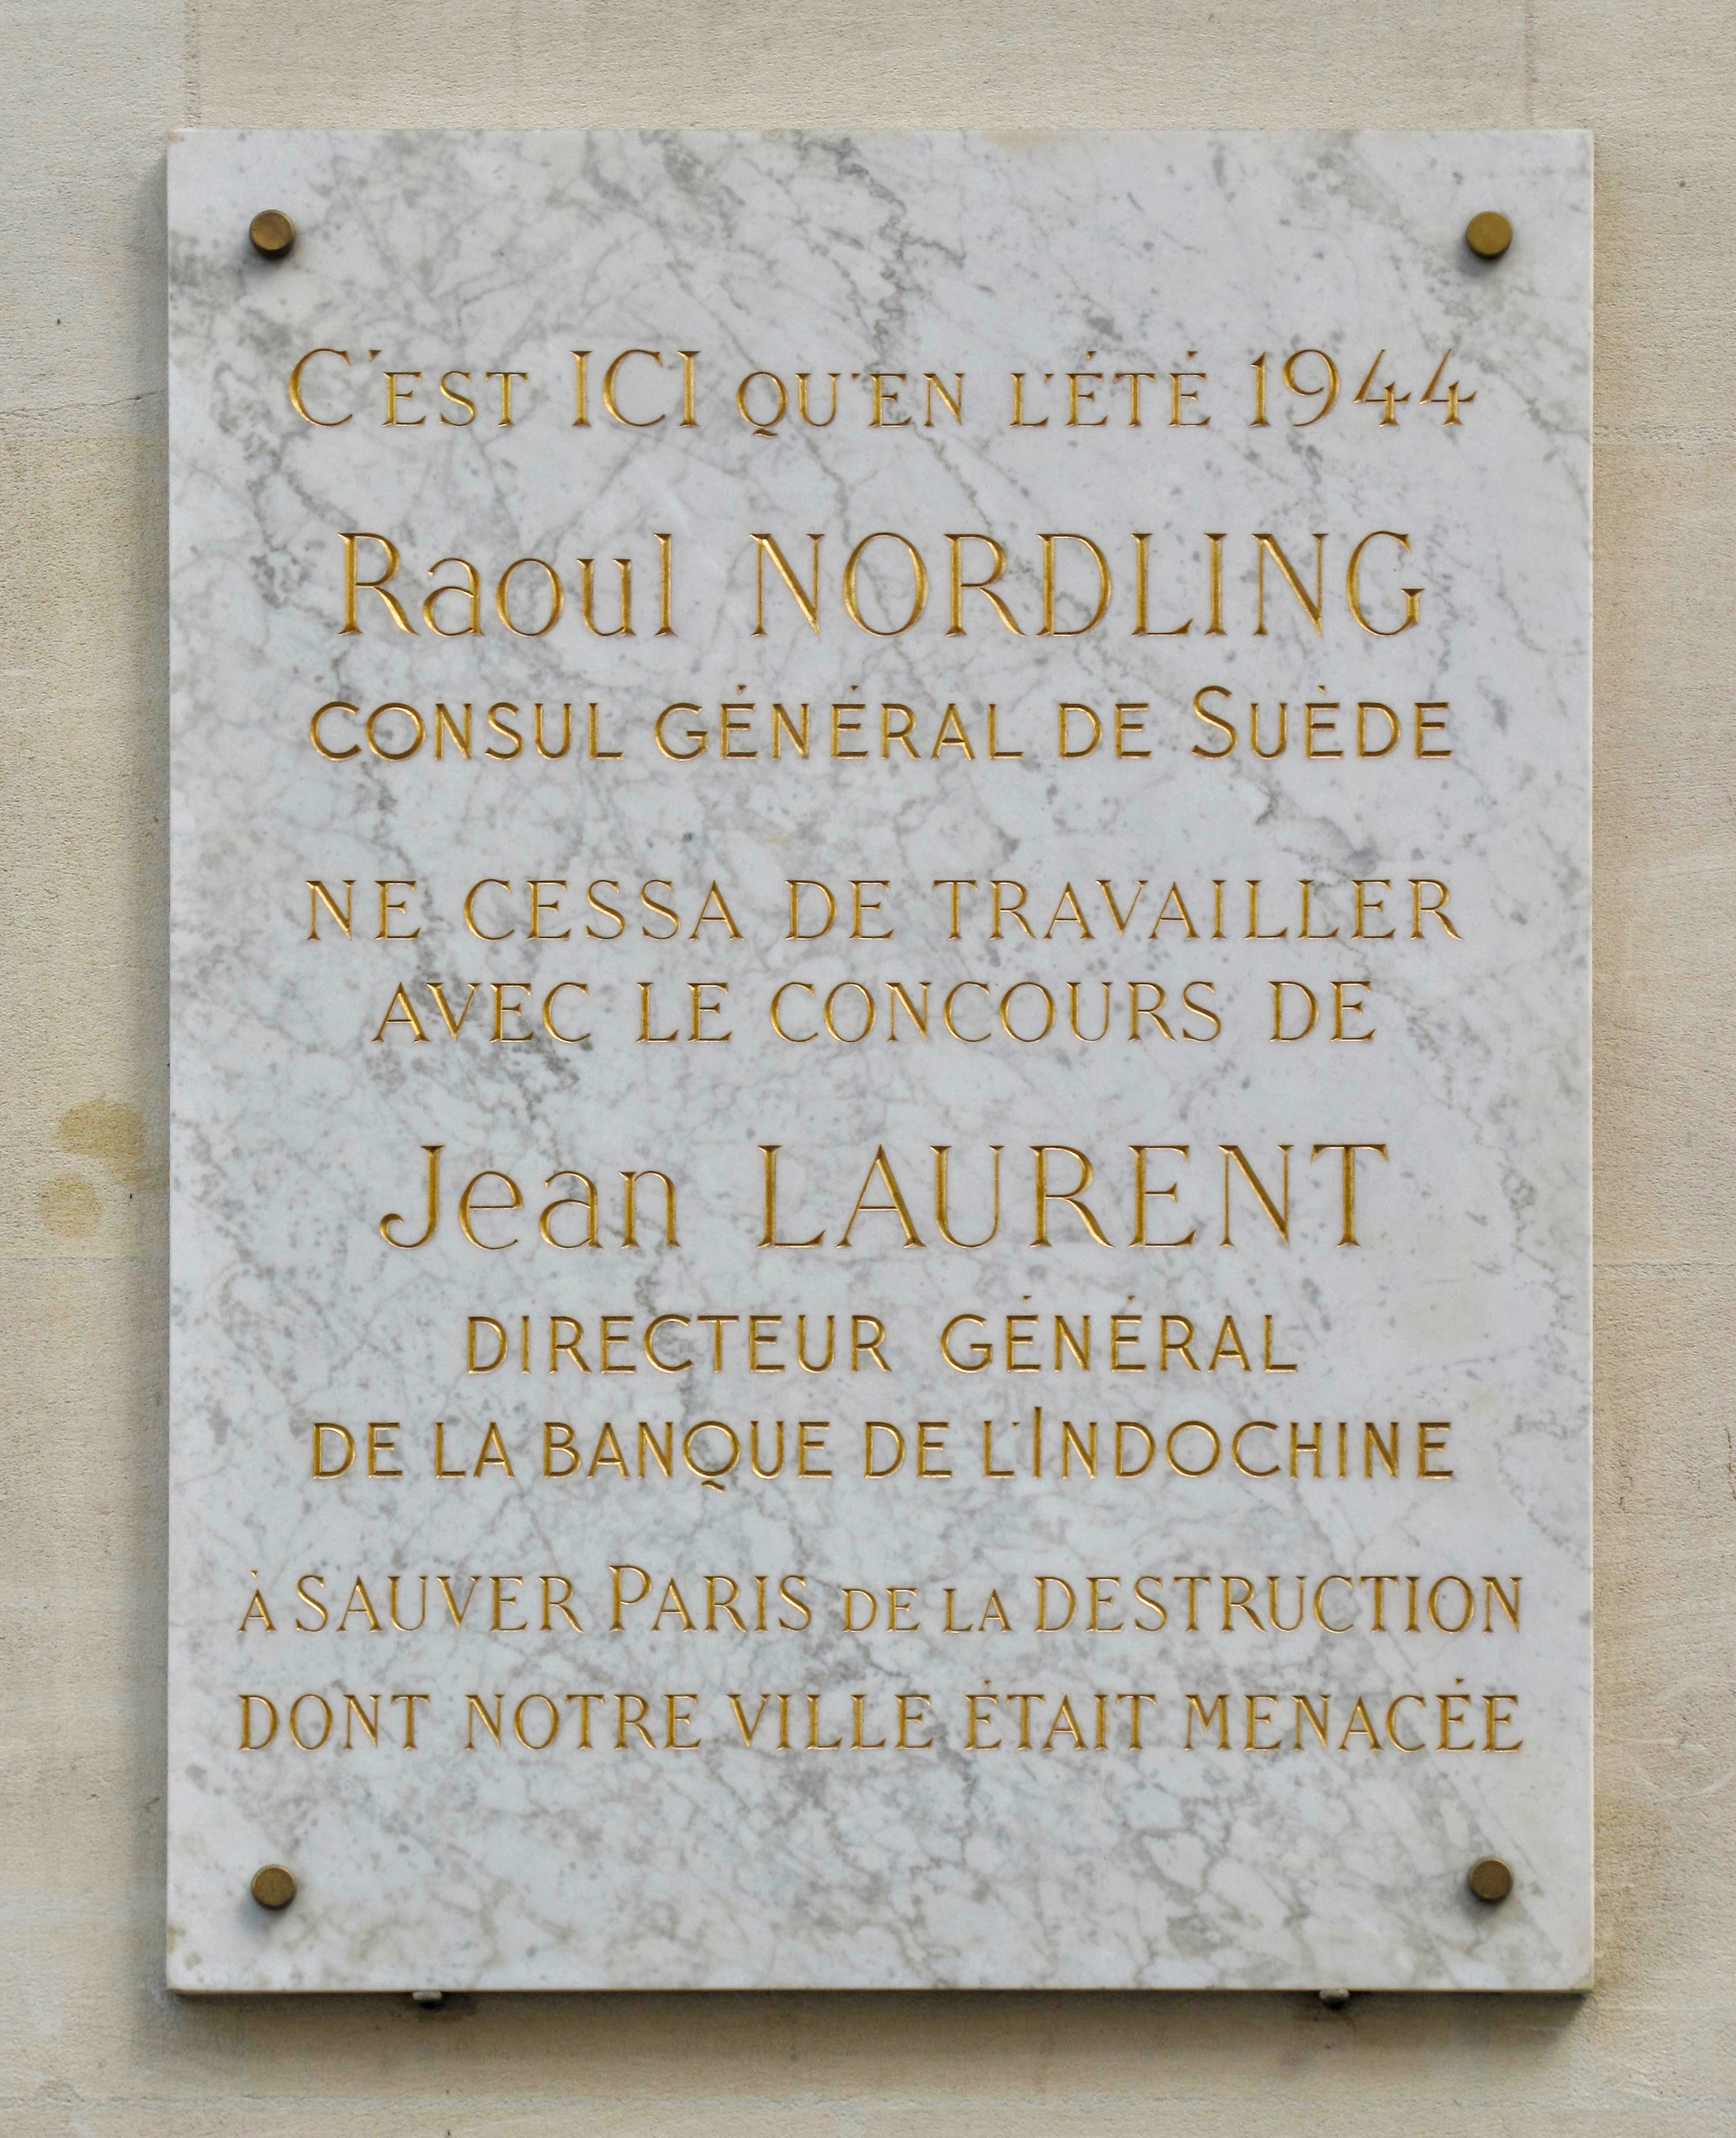 C'EST ICI QU'EN L'ÉTÉ 1944
Raoul NORDLING
CONSUL GÉNÉRAL DE SUÈDE
NE CESSA DE TRAVAILLER
AVEC LE CONCOURS DE
Jean LAURENT
DIRECTEUR GÉNÉRAL
DE LA BANQUE DE L'INDOCHINE
À SAUVER PARIS DE LA DESTRUCTION
DONT NOTRE VILLE ÉTAIT MENACÉE